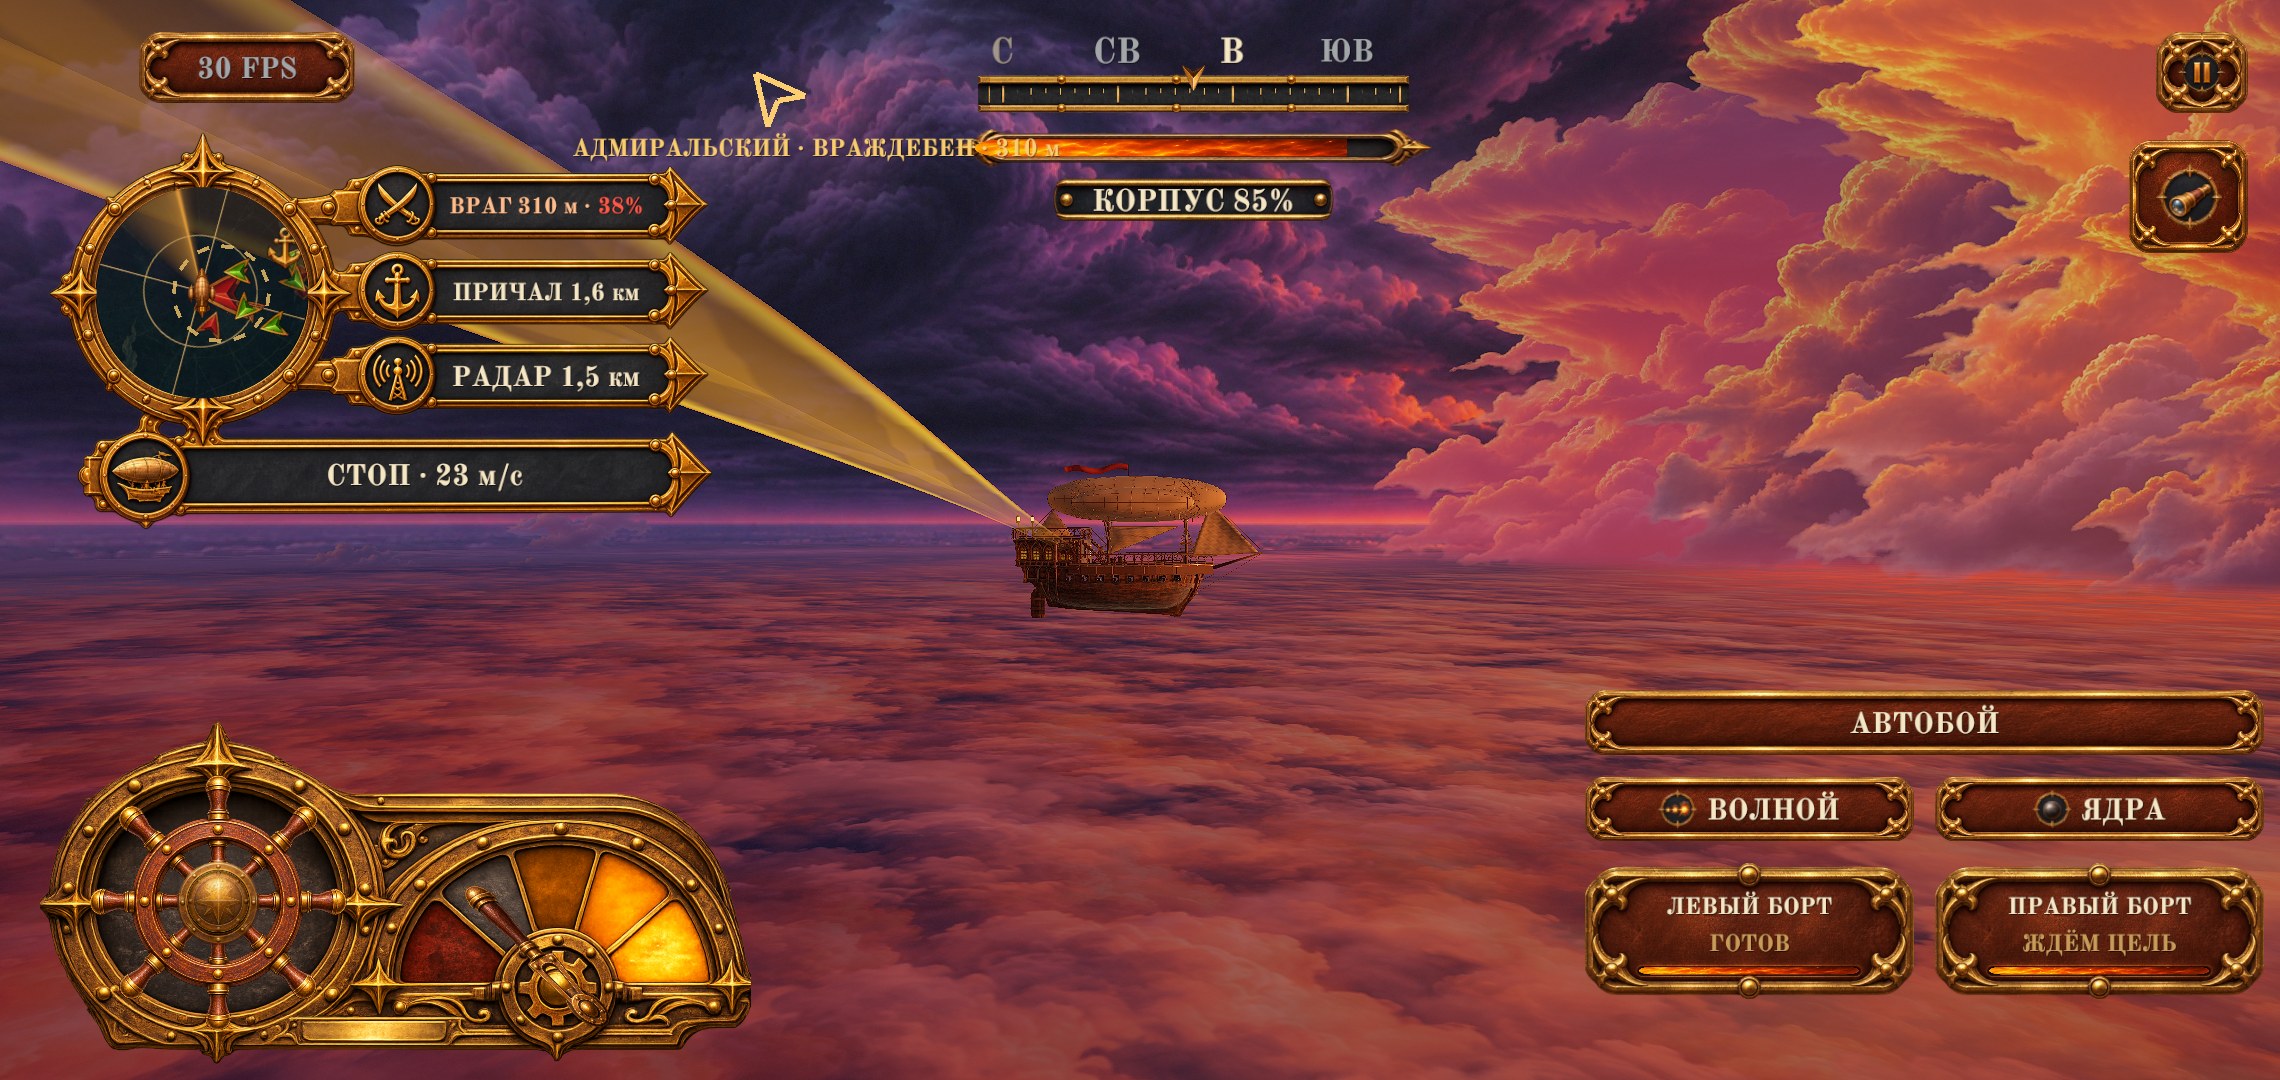 30 FPS
С СВ В ЮВ
АДМИРАЛЬСКИЙ · ВРАЖДЕБЕН · 310 м
КОРПУС 85%
ВРАГ 310 м · 38%
ПРИЧАЛ 1,6 км
РАДАР 1,5 км
СТОП · 23 м/с
АВТОБОЙ
ВОЛНОЙ
ЯДРА
ЛЕВЫЙ БОРТ
ГОТОВ
ПРАВЫЙ БОРТ
ЖДЁМ ЦЕЛЬ